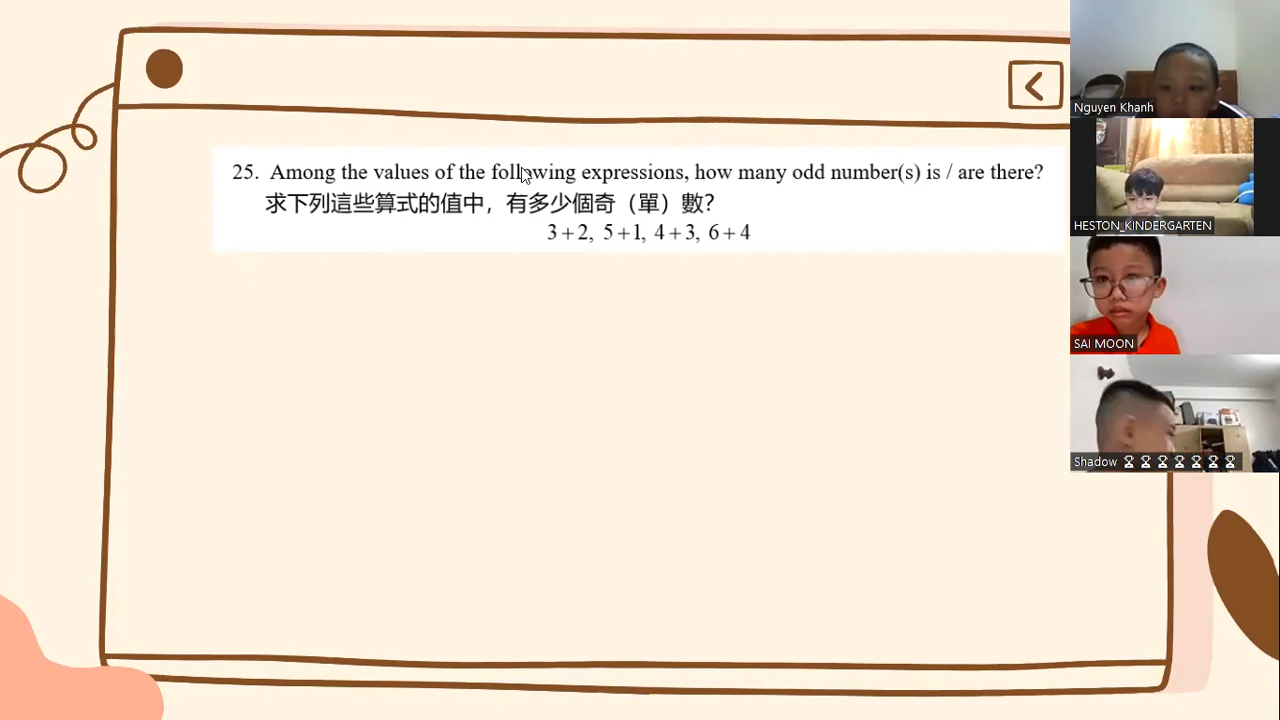 25. Among the values of the following expressions, how many odd number(s) is / are there?
求下列這些算式的值中，有多少個奇（單）數？
3+2, 5+1, 4+3, 6+4
Nguyen Khanh
HESTON_KINDERGARTEN
SAI MOON
Shadow 🏆 🏆 🏆 🏆 🏆 🏆 🏆